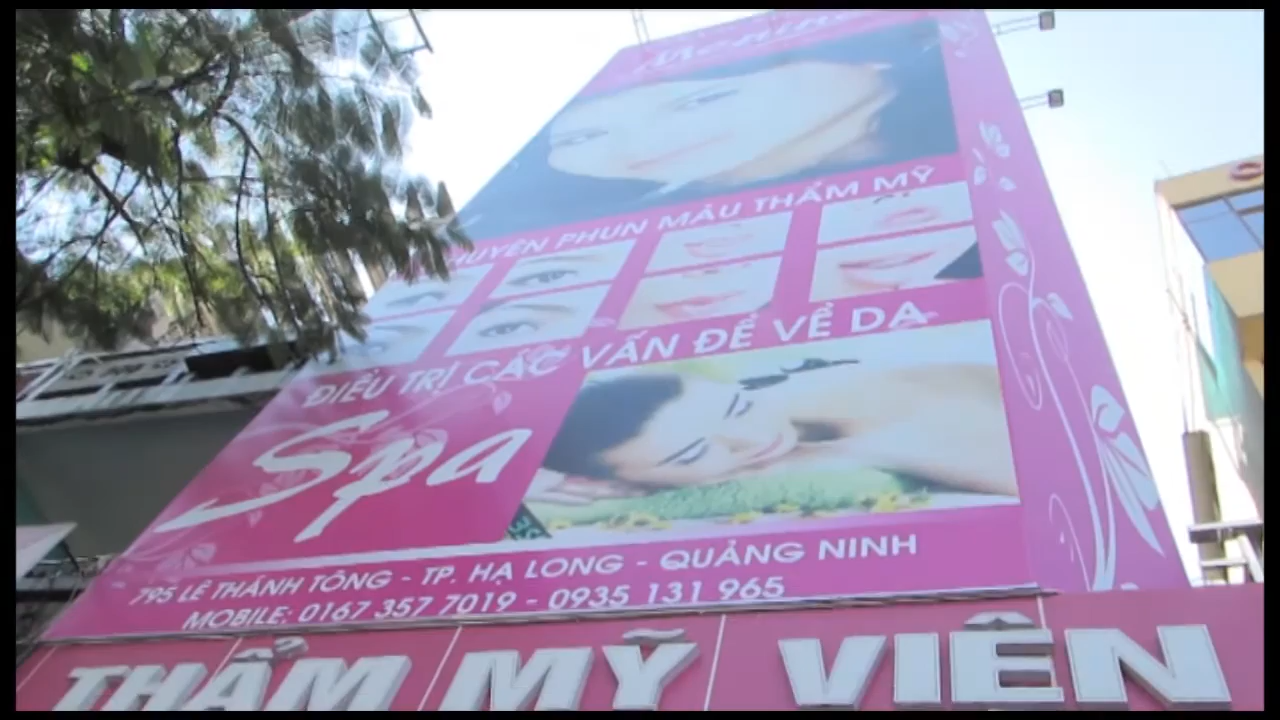 CHUYÊN PHUN MÀU THẨM MỸ
ĐIỀU TRỊ CÁC VẤN ĐỀ VỀ DA
Spa
795 LÊ THÁNH TÔNG - TP. HẠ LONG - QUẢNG NINH
MOBILE: 0167 357 7019 - 0935 131 965
THẨM MỸ VIÊN